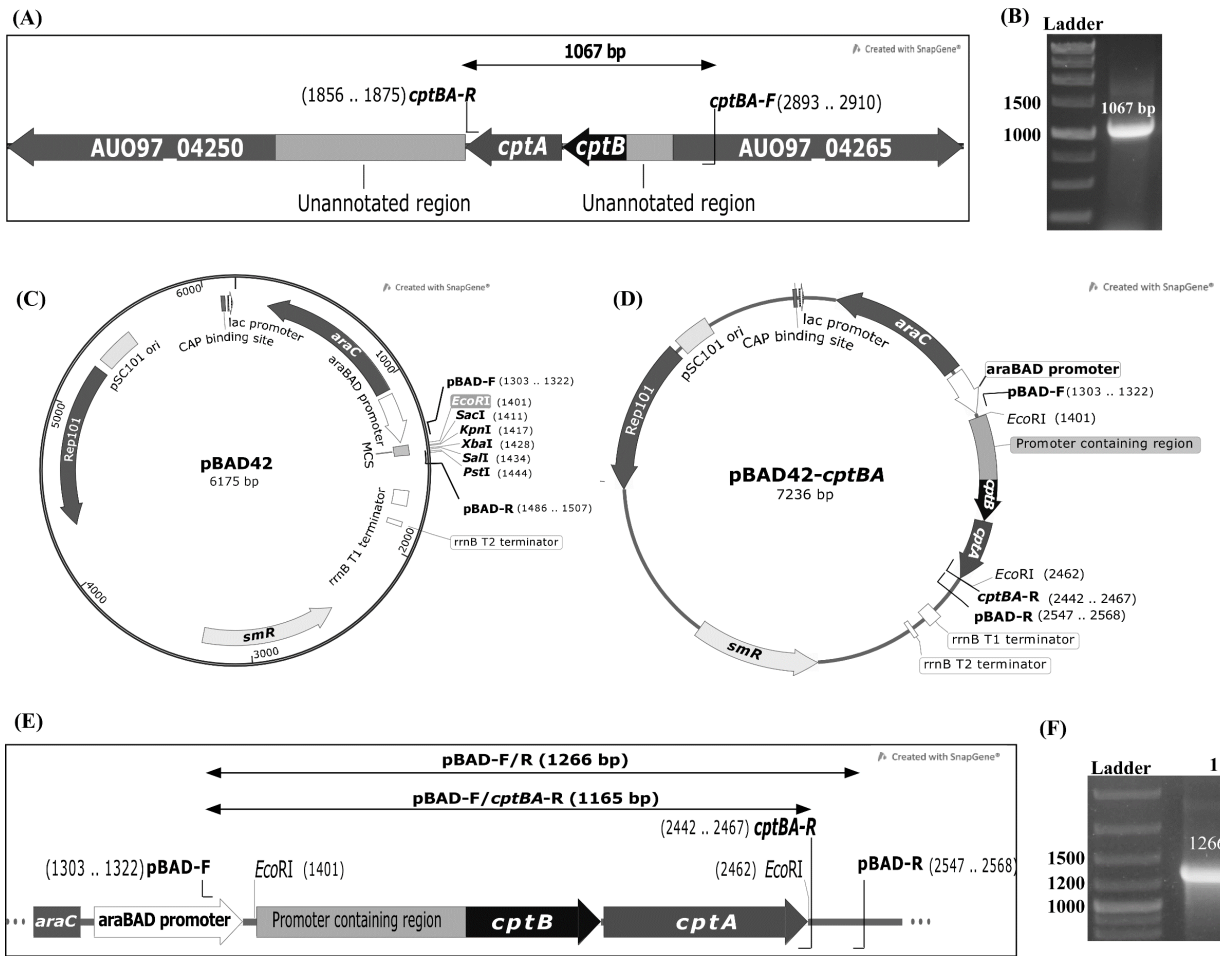 (A)
Created with SnapGene®
1067 bp
(1856 .. 1875) cptBA-R
cptBA-F (2893 .. 2910)
AUO97_04250
cptA
cptB
AUO97_04265
Unannotated region
Unannotated region
(B)
Ladder
1500
1000
1067 bp
(C)
Created with SnapGene®
6000
1000
2000
3000
4000
5000
lac promoter
CAP binding site
araC
araBAD promoter
MCS
pSC101 ori
Rep101
pBAD-F (1303 .. 1322)
EcoRI (1401)
SacI (1411)
KpnI (1417)
XbaI (1428)
SalI (1434)
PstI (1444)
pBAD-R (1486 .. 1507)
pBAD42
6175 bp
rrnB T1 terminator
rrnB T2 terminator
smR
(D)
Created with SnapGene®
lac promoter
CAP binding site
araC
pSC101 ori
Rep101
araBAD promoter
pBAD-F (1303 .. 1322)
EcoRI (1401)
Promoter containing region
cptB
cptA
pBAD42-cptBA
7236 bp
EcoRI (2462)
cptBA-R (2442 .. 2467)
pBAD-R (2547 .. 2568)
rrnB T1 terminator
rrnB T2 terminator
smR
(E)
Created with SnapGene®
pBAD-F/R (1266 bp)
pBAD-F/cptBA-R (1165 bp)
(2442 .. 2467) cptBA-R
(1303 .. 1322) pBAD-F
EcoRI (1401)
(2462) EcoRI
pBAD-R (2547 .. 2568)
araC
araBAD promoter
Promoter containing region
cptB
cptA
(F)
Ladder
1
1500
1200
1000
1266